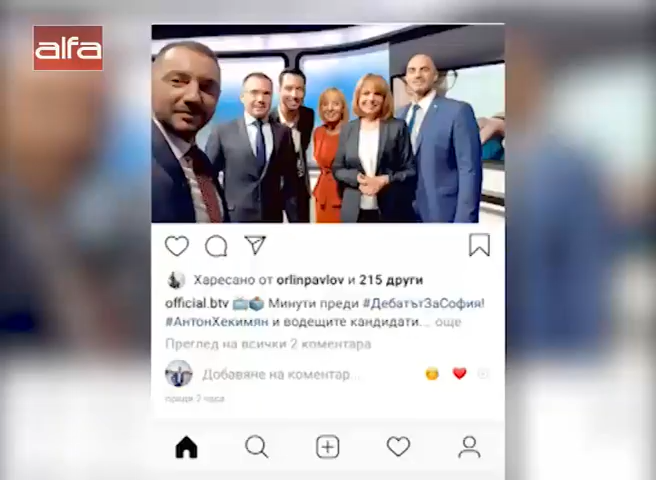 alfa
Харесано от orlinpavlov и 215 други
official.btv Минути преди #ДебатътЗаСофия!
#АнтонХекимян и водещите кандидати... още
Преглед на всички 2 коментара
Добавяне на коментар...
преди 2 часа